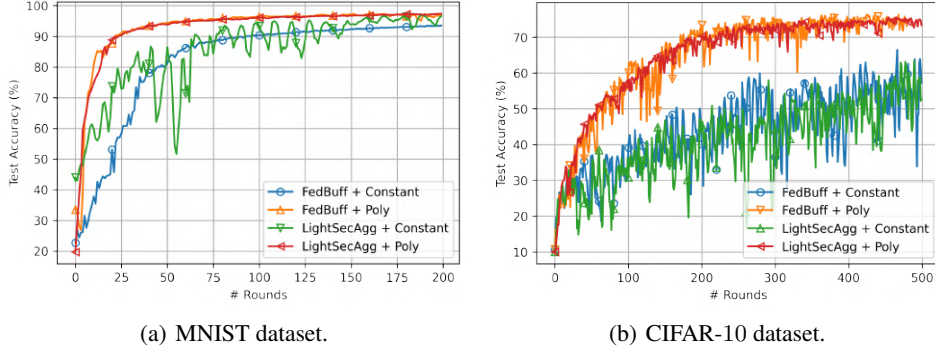 100
90
80
70
60
50
40
30
20
Test Accuracy (%)
0
25
50
75
100
125
150
175
200
# Rounds
FedBuff + Constant
FedBuff + Poly
LightSecAgg + Constant
LightSecAgg + Poly
(a) MNIST dataset.
70
60
50
40
30
20
10
Test Accuracy (%)
0
100
200
300
400
500
# Rounds
FedBuff + Constant
FedBuff + Poly
LightSecAgg + Constant
LightSecAgg + Poly
(b) CIFAR-10 dataset.